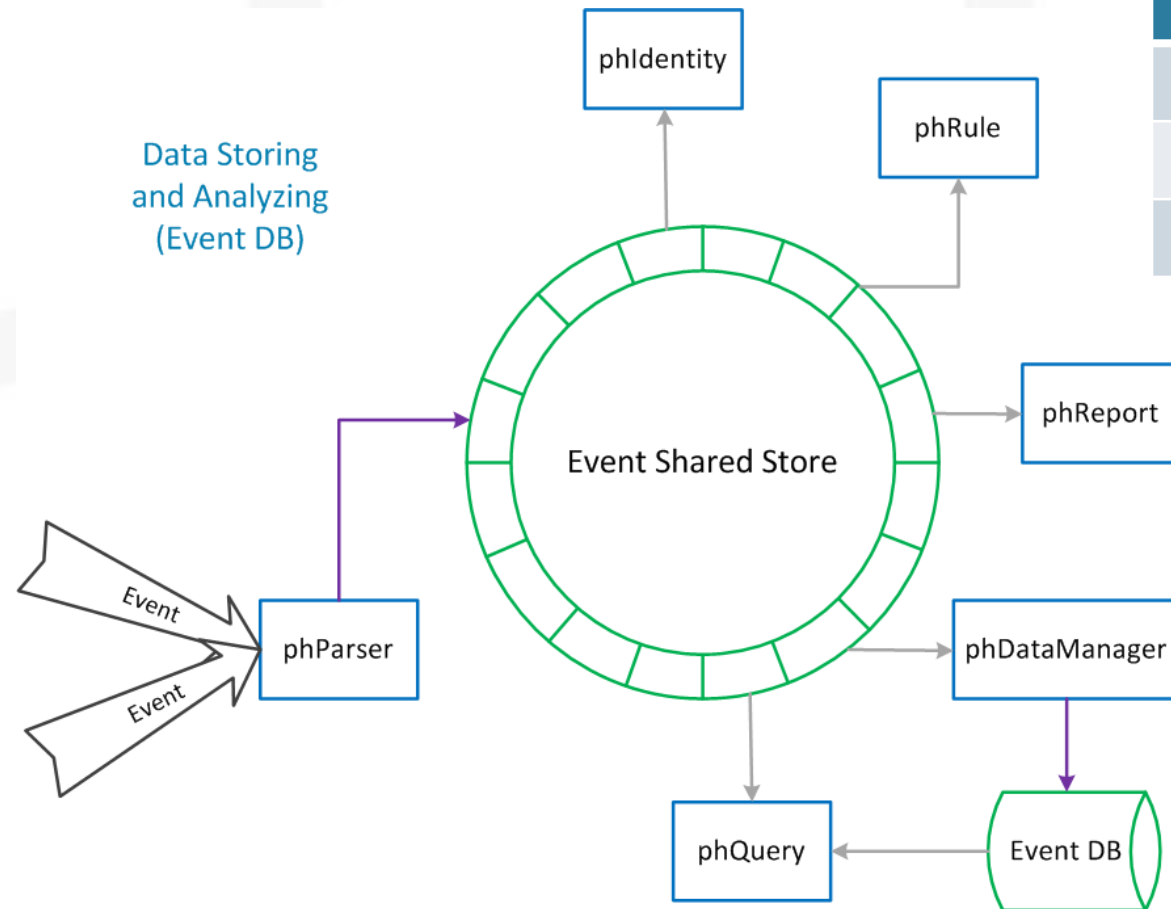 phIdentity
phRule
Data Storing
and Analyzing
(Event DB)
phReport
Event Shared Store
Event
phParser
phDataManager
Event
phQuery
Event DB